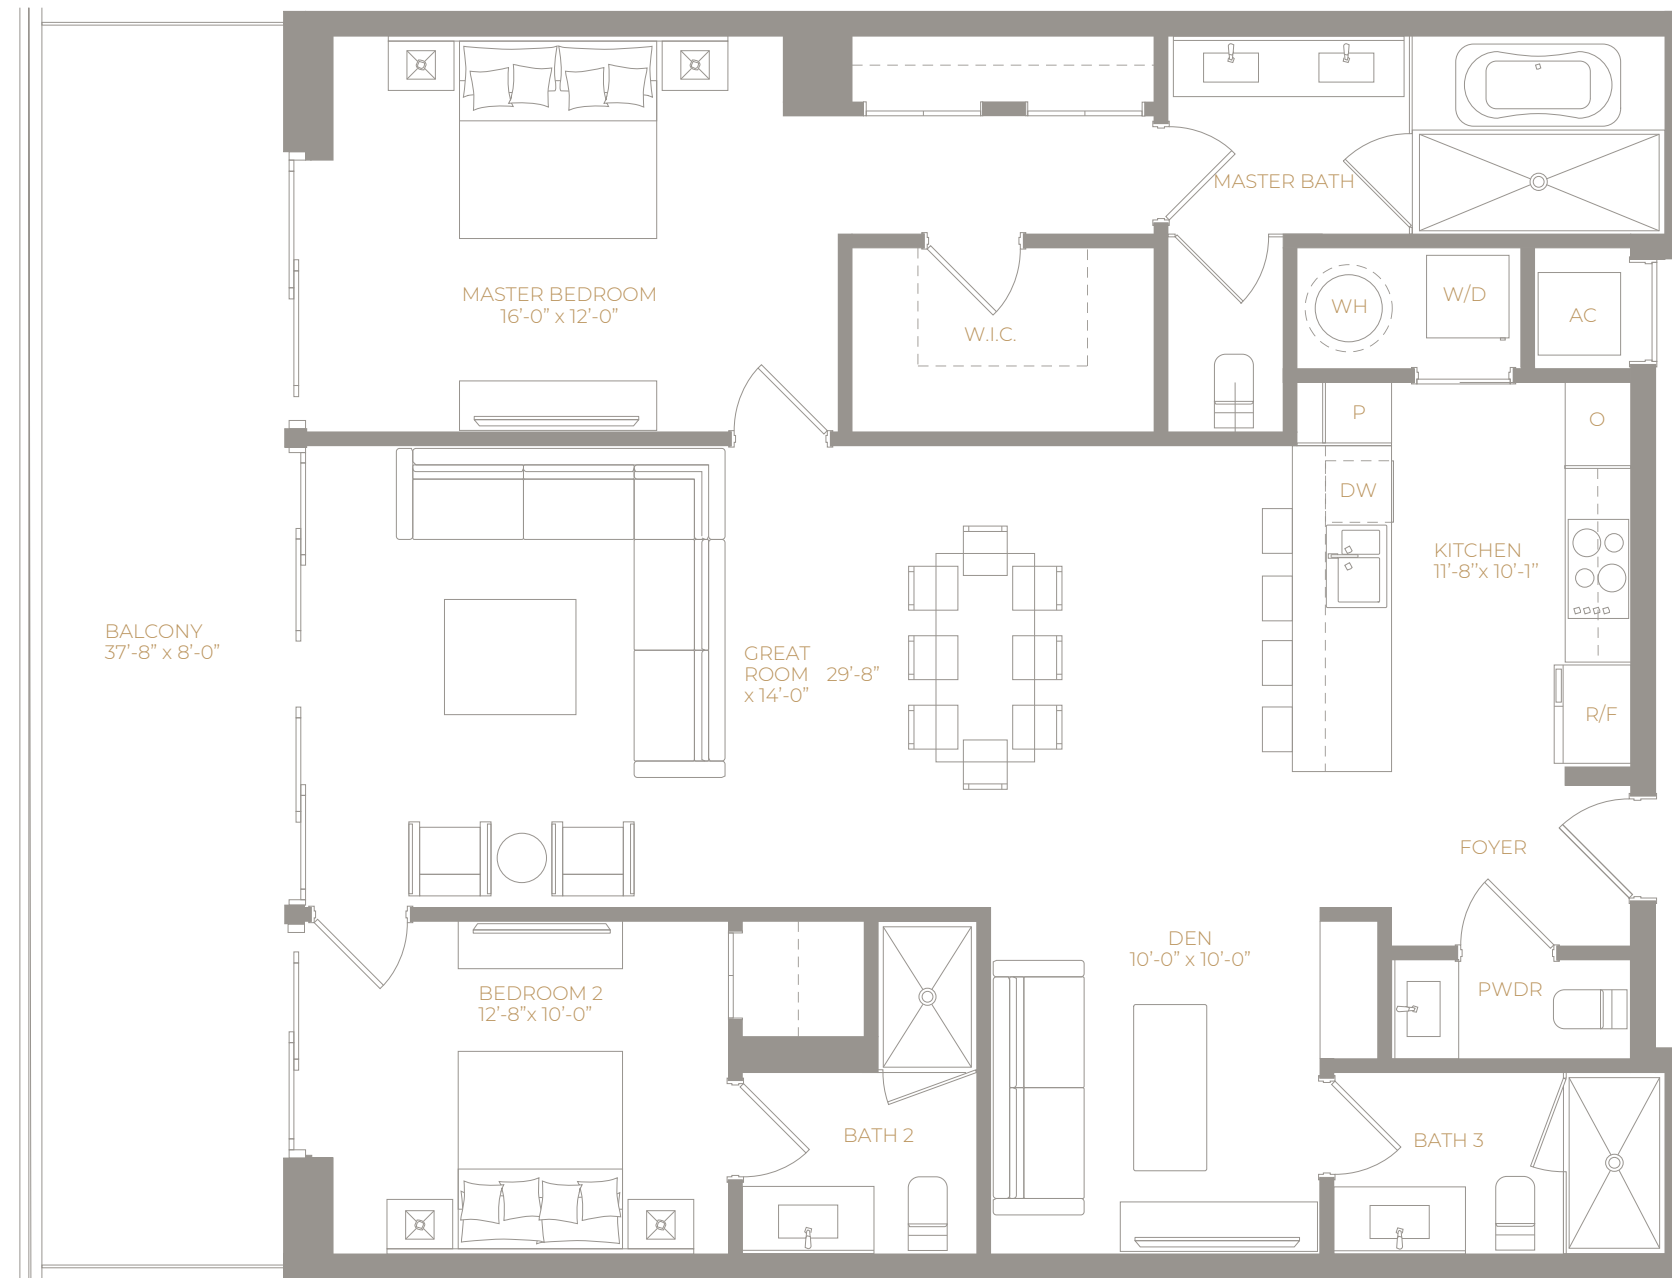 MASTER BATH
MASTER BEDROOM
16’-0” x 12’-0”
W.I.C.
WH
W/D
AC
P
O
DW
KITCHEN
11’-8”x 10’-1”
BALCONY
37’-8” x 8’-0”
GREAT
ROOM 29’-8”
x 14’-0”
R/F
FOYER
DEN
10’-0” x 10’-0”
BEDROOM 2
12’-8”x 10’-0”
PWDR
BATH 2
BATH 3